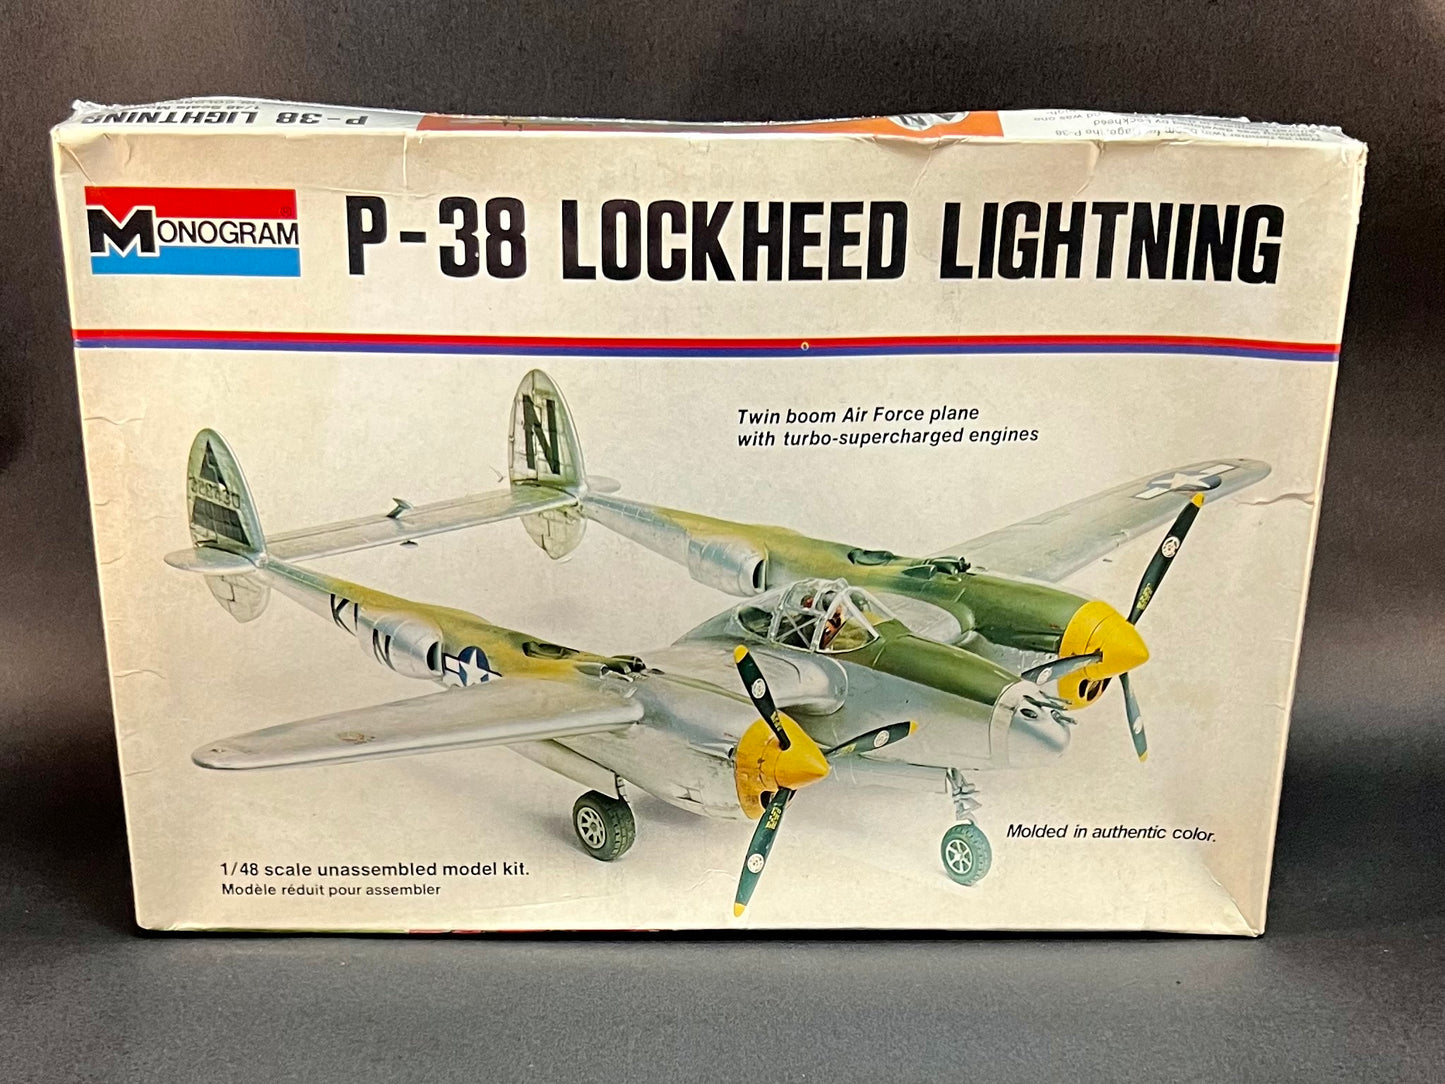 P-38 LIGHTNING
MONOGRAM ®
P-38 LOCKHEED LIGHTNING
Twin boom Air Force plane
with turbo-supercharged engines
N
KI N
Molded in authentic color.
1/48 scale unassembled model kit.
Modèle réduit pour assembler